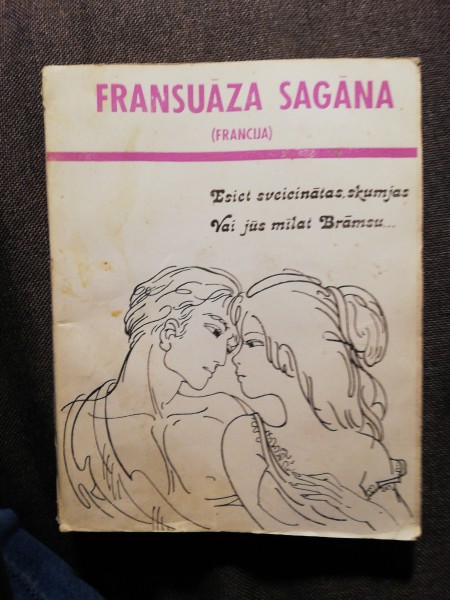 FRANSUĀZA SAGĀNA
(FRANCIJA)
Esiet sveicinātas, skumjas
Vai jūs mīlat Brāmsu...